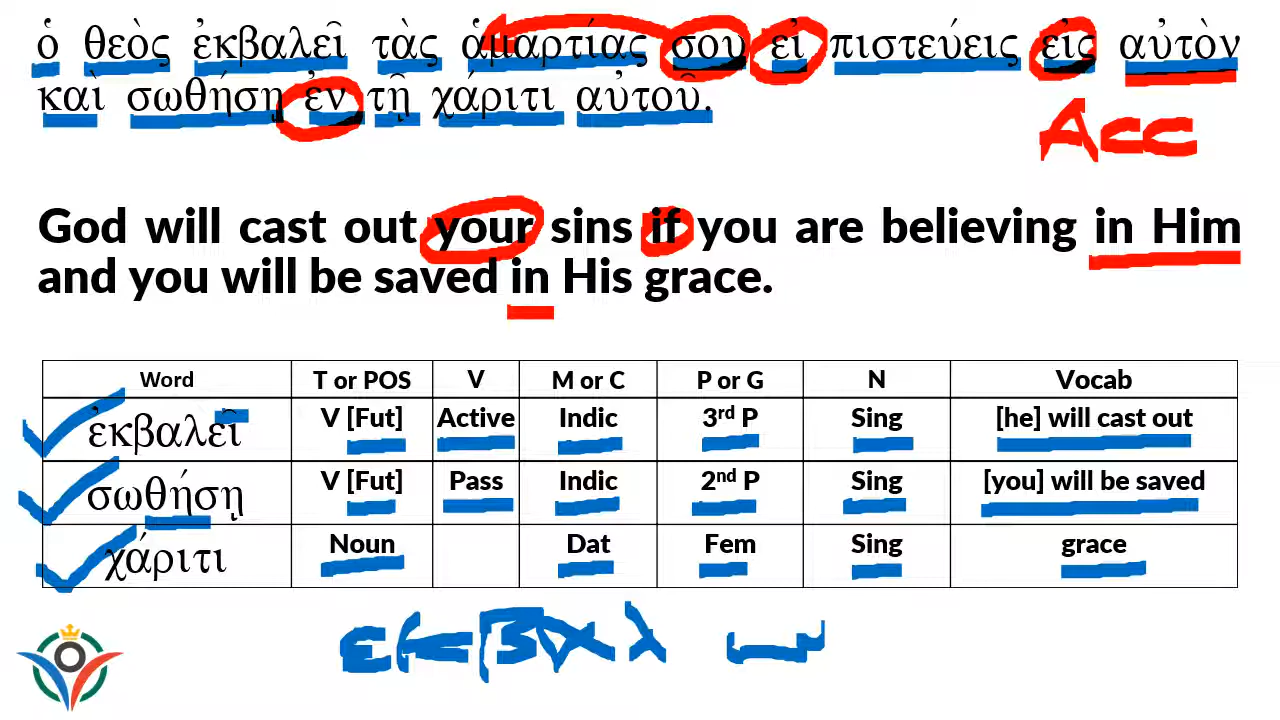 ὁ θεὸς ἐκβαλεῖ τὰς ἁμαρτίας σου εἰ πιστεύεις εἰς αὐτὸν
καὶ σωθήσῃ ἐν τῇ χάριτι αὐτοῦ.
Acc
God will cast out your sins if you are believing in Him
and you will be saved in His grace.
Word T or POS V M or C P or G N Vocab
ἐκβαλεῖ V [Fut] Active Indic 3rd P Sing [he] will cast out
σωθήσῃ V [Fut] Pass Indic 2nd P Sing [you] will be saved
χάριτι Noun Dat Fem Sing grace
εκβαλ